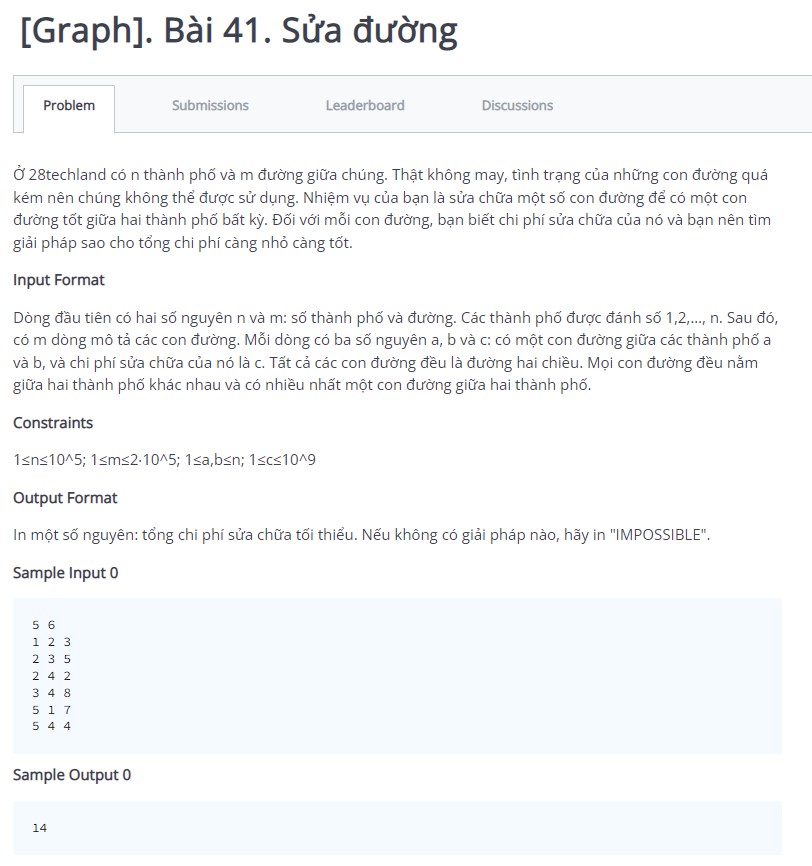 [Graph]. Bài 41. Sửa đường
Problem
Submissions
Leaderboard
Discussions
Ở 28techland có n thành phố và m đường giữa chúng. Thật không may, tình trạng của những con đường quá
kém nên chúng không thể được sử dụng. Nhiệm vụ của bạn là sửa chữa một số con đường để có một con
đường tốt giữa hai thành phố bất kỳ. Đối với mỗi con đường, bạn biết chi phí sửa chữa của nó và bạn nên tìm
giải pháp sao cho tổng chi phí càng nhỏ càng tốt.
Input Format
Dòng đầu tiên có hai số nguyên n và m: số thành phố và đường. Các thành phố được đánh số 1,2,..., n. Sau đó,
có m dòng mô tả các con đường. Mỗi dòng có ba số nguyên a, b và c: có một con đường giữa các thành phố a
và b, và chi phí sửa chữa của nó là c. Tất cả các con đường đều là đường hai chiều. Mọi con đường đều nằm
giữa hai thành phố khác nhau và có nhiều nhất một con đường giữa hai thành phố.
Constraints
1≤n≤10^5; 1≤m≤2⋅10^5; 1≤a,b≤n; 1≤c≤10^9
Output Format
In một số nguyên: tổng chi phí sửa chữa tối thiểu. Nếu không có giải pháp nào, hãy in "IMPOSSIBLE".
Sample Input 0
5 6
1 2 3
2 3 5
2 4 2
3 4 8
5 1 7
5 4 4
Sample Output 0
14